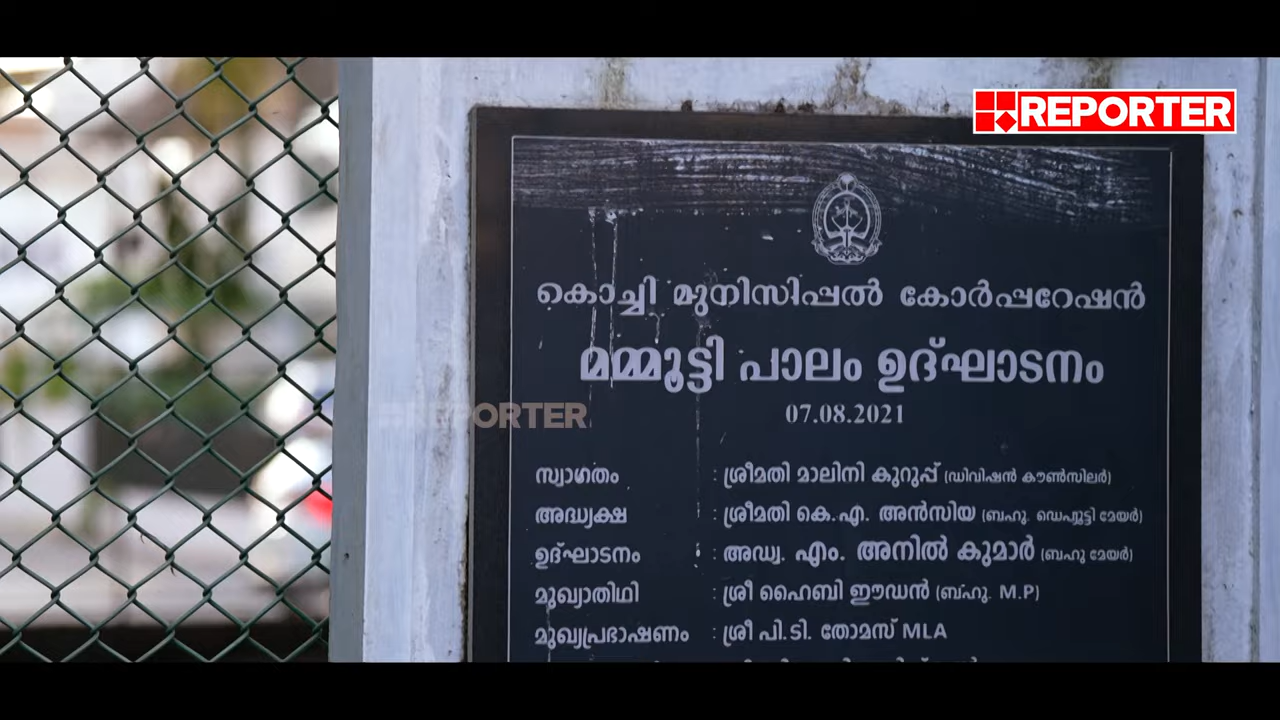 REPORTER
കൊച്ചി മുനിസിപ്പൽ കോർപ്പറേഷൻ
മമ്മൂട്ടി പാലം ഉദ്ഘാടനം
07.08.2021
REPORTER
സ്വാഗതം : ശ്രീമതി മാലിനി കുറുപ്പ് (ഡിവിഷൻ കൗൺസിലർ)
അദ്ധ്യക്ഷ : ശ്രീമതി കെ.എ. അൻസിയ (ബഹു. ഡെപ്യൂട്ടി മേയർ)
ഉദ്ഘാടനം : അഡ്വ. എം. അനിൽ കുമാർ (ബഹു മേയർ)
മുഖ്യാതിഥി : ശ്രീ ഹൈബി ഈഡൻ (ബഹു. M.P)
മുഖ്യപ്രഭാഷണം : ശ്രീ പി.ടി. തോമസ് MLA